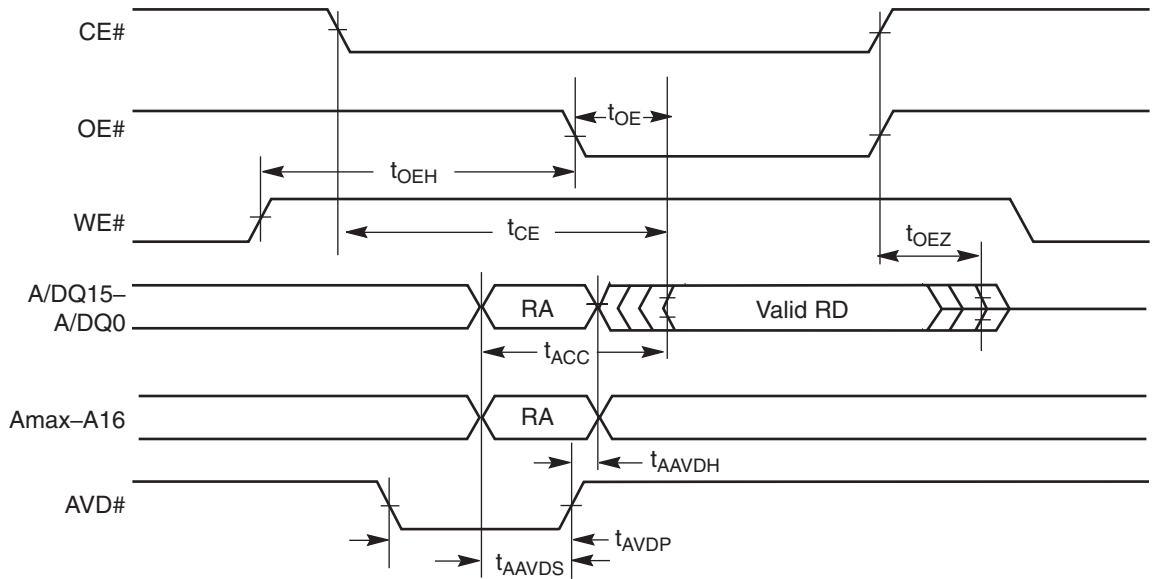 CE#
OE#
tOE
tOEH
WE#
tCE
tOEZ
A/DQ15–
A/DQ0
RA
Valid RD
tACC
Amax–A16
RA
tAAVDH
AVD#
tAVDP
tAAVDS